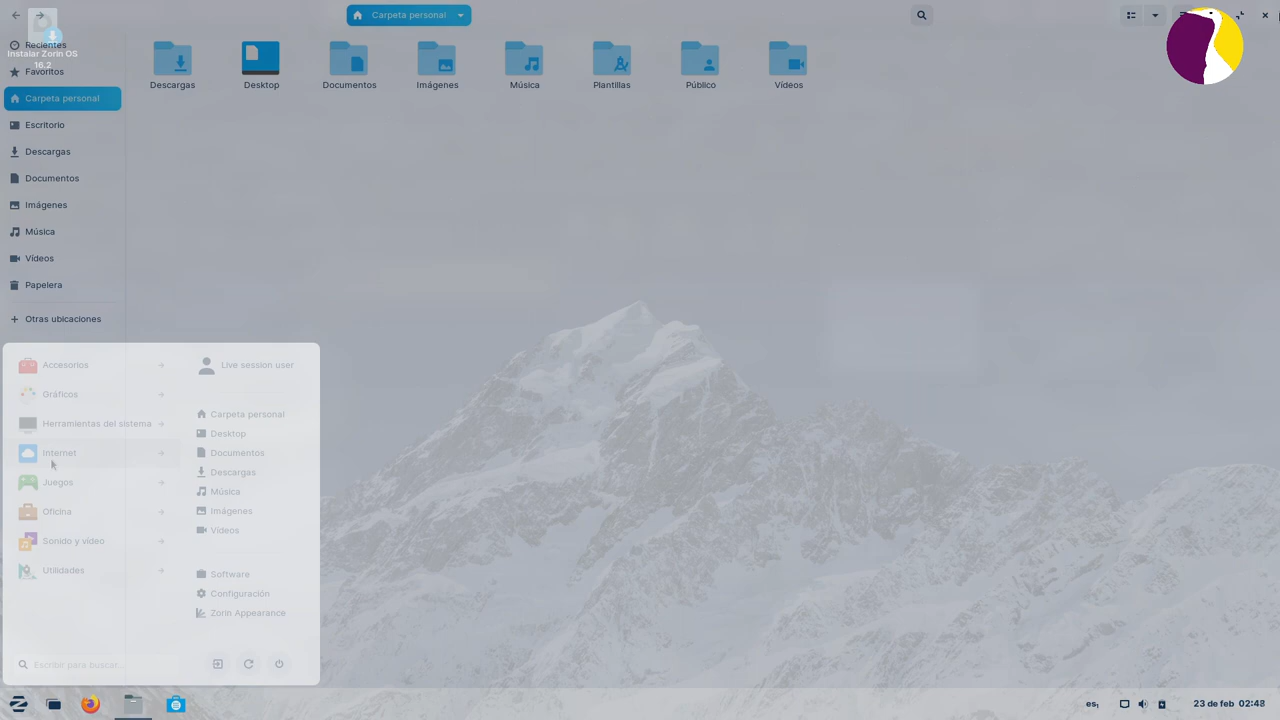 Carpeta personal
Recientes
Instalar Zorin OS
16.2
Favoritos
Carpeta personal
Escritorio
Descargas
Documentos
Imágenes
Música
Vídeos
Papelera
Otras ubicaciones
Descargas
Desktop
Documentos
Imágenes
Música
Plantillas
Público
Vídeos
Accesorios
Gráficos
Herramientas del sistema
Internet
Juegos
Oficina
Sonido y vídeo
Utilidades
Escribir para buscar...
Live session user
Carpeta personal
Desktop
Documentos
Descargas
Música
Imágenes
Vídeos
Software
Configuración
Zorin Appearance
es₁
23 de feb 02:48